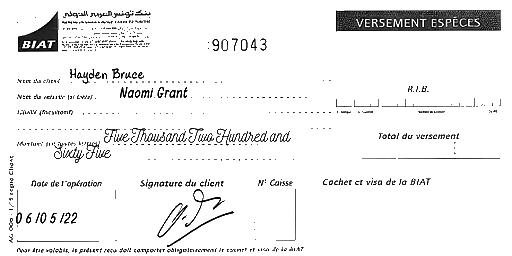 بنك تونس العربي الدولي
BIAT
VERSEMENT ESPÈCES
907043
Nom du client Hayden Bruce
Nom du verseur (si tiers) Naomi Grant
R.I.B.
Libellé (facultatif)
Montant (en toutes lettres) Five Thousand Two Hundred and
Sixty Five
Total du versement
Date de l'opération
Signature du client
N° Caisse
Cachet et visa de la BIAT
06/05/22
Pour être valable, le présent reçu doit comporter obligatoirement le cachet et visa de la BIAT